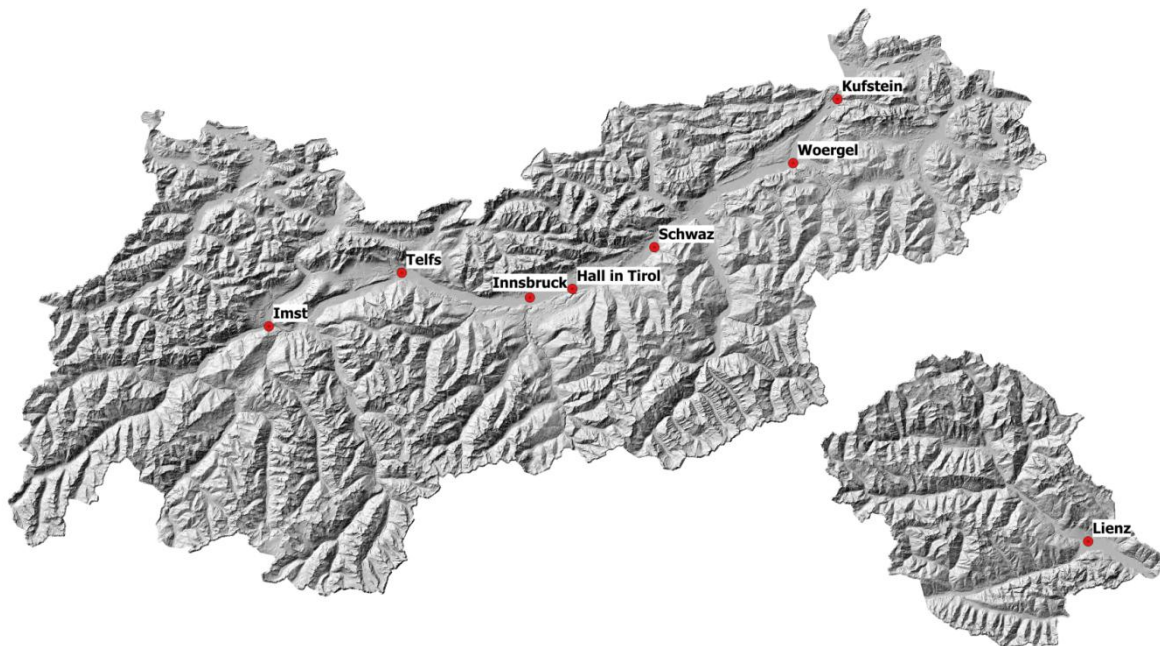 Kufstein
Woergel
Schwaz
Telfs
Hall in Tirol
Innsbruck
Imst
Lienz